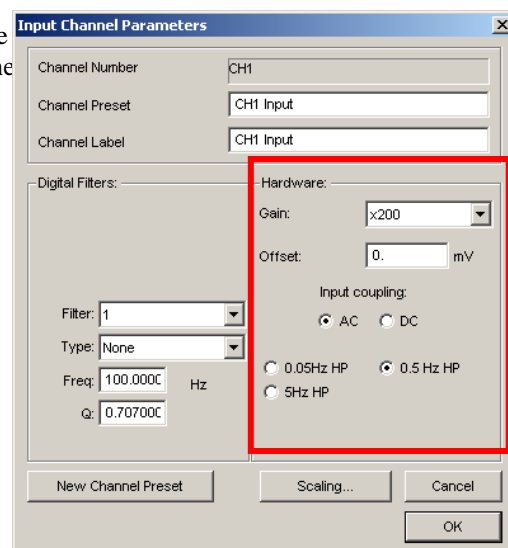 Input Channel Parameters
Channel Number CH1
Channel Preset CH1 Input
Channel Label CH1 Input
Digital Filters:
Filter: 1
Type: None
Freq: 100.000 Hz
Q: 0.70700
Hardware:
Gain: x200
Offset: 0. mV
Input coupling:
AC DC
0.05Hz HP 0.5 Hz HP
5Hz HP
New Channel Preset Scaling... Cancel
OK